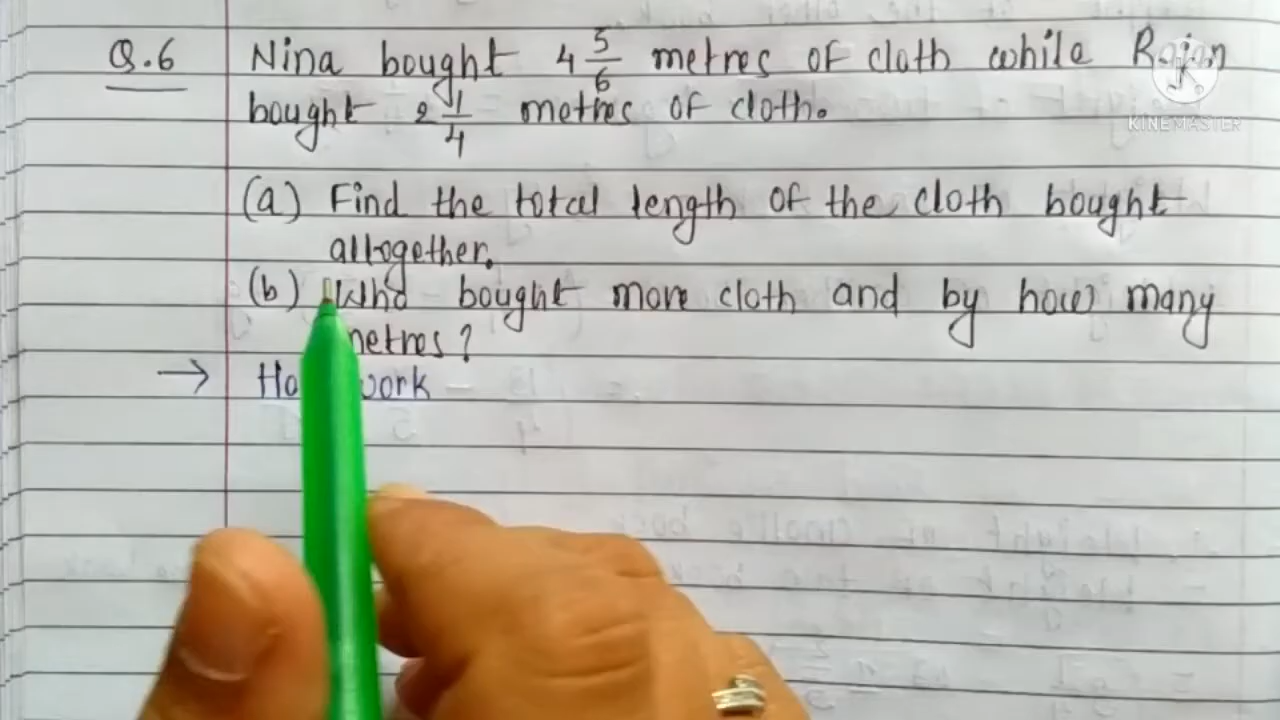 Q.6 Nina bought 4 5/6 metres of cloth while Rajan
bought 2 1/4 metres of cloth.
(a) Find the total length of the cloth bought
altogether.
(b) Who bought more cloth and by how many
metres?
→ Homework
KINEMASTER